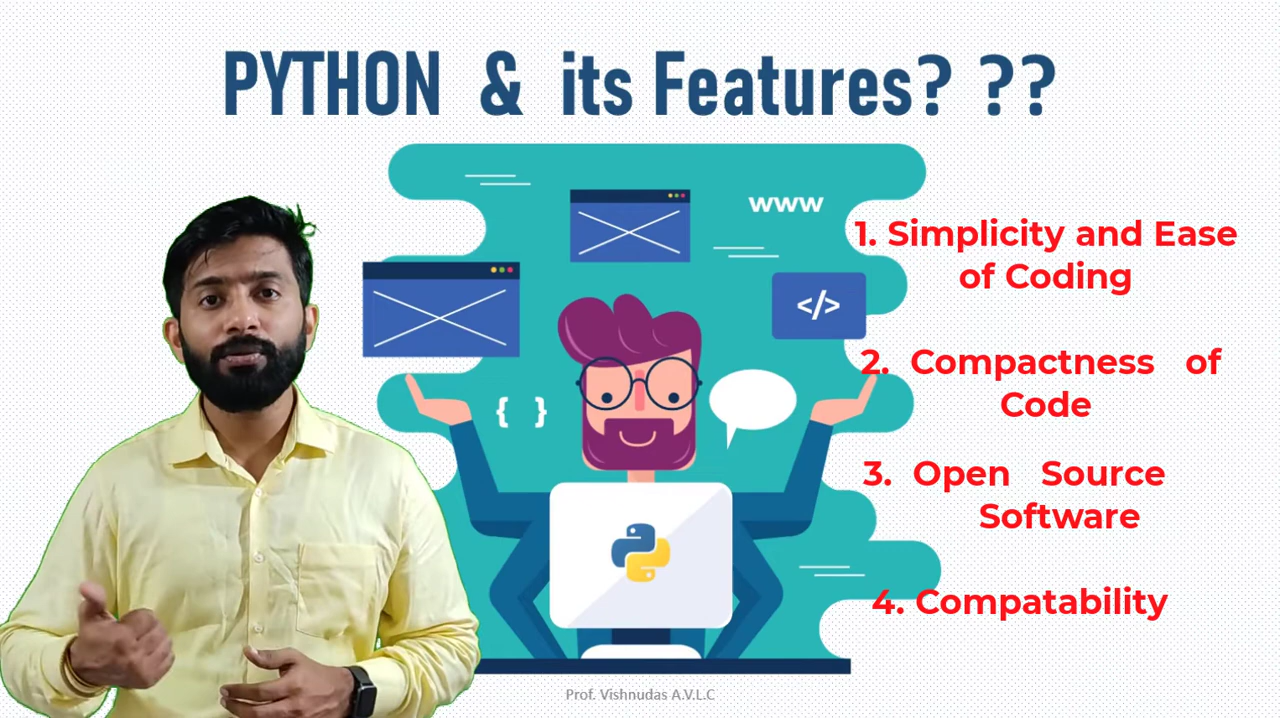 PYTHON & its Features? ??
www
</>
{ }
1. Simplicity and Ease
of Coding
2. Compactness of
Code
3. Open Source
Software
4. Compatability
Prof. Vishnudas A.V.L.C